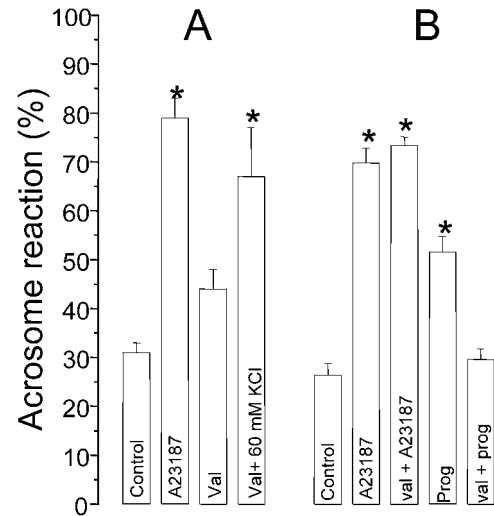 A
B
Acrosome reaction (%)
100
90
80
70
60
50
40
30
20
10
0
*
*
*
*
*
Control
A23187
Val
Val+ 60 mM KCl
Control
A23187
val + A23187
Prog
val + prog